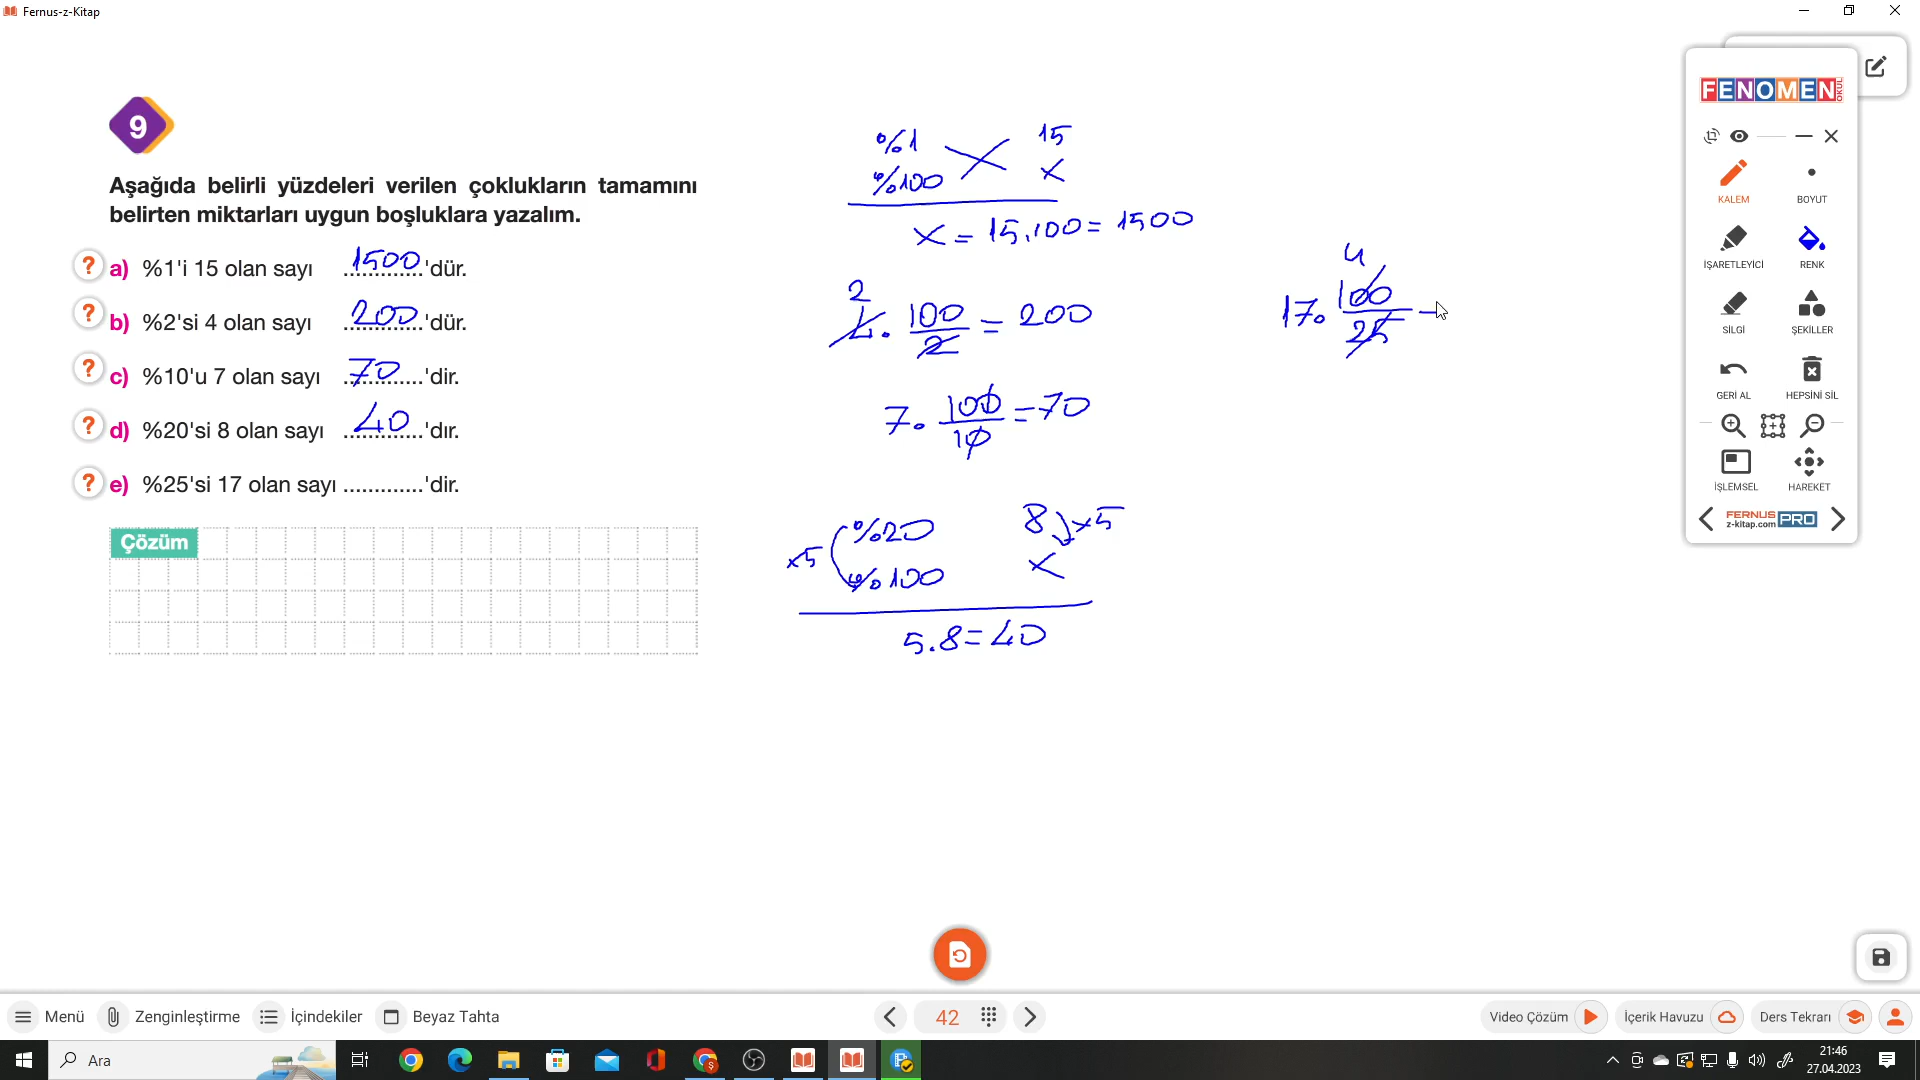 Fernus-z-Kitap
9
Aşağıda belirli yüzdeleri verilen çoklukların tamamını
belirten miktarları uygun boşluklara yazalım.
? a) %1'i 15 olan sayı 1500 .............'dür.
? b) %2'si 4 olan sayı 200 .............'dür.
? c) %10'u 7 olan sayı 70 .............'dir.
? d) %20'si 8 olan sayı 40 .............'dır.
? e) %25'si 17 olan sayı .............'dir.
Çözüm
%1 15
%100 x
x = 15.100 = 1500
2
4 . 100/2 = 200
7 . 100/10 = 70
%20 8 x5
x5 %100 x
5.8 = 40
4
17 . 100/25 -
FENOMEN
OKUL
KALEM
BOYUT
İŞARETLEYİCİ
RENK
SİLGİ
ŞEKİLLER
GERİ AL
HEPSİNİ SİL
İŞLEMSEL
HAREKET
FERNUS
z-kitap.com PRO
Menü
Zenginleştirme
İçindekiler
Beyaz Tahta
42
Video Çözüm
İçerik Havuzu
Ders Tekrarı
Ara
21:46
27.04.2023